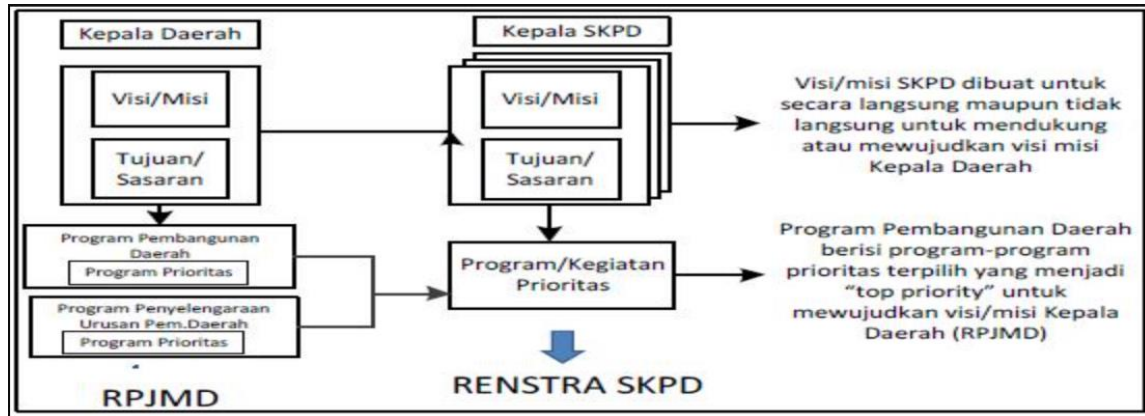 Kepala Daerah
Visi/Misi
Tujuan/
Sasaran
Program Pembangunan
Daerah
Program Prioritas
Program Penyelengaraan
Urusan Pem.Daerah
Program Prioritas
RPJMD
Kepala SKPD
Visi/Misi
Tujuan/
Sasaran
Program/Kegiatan
Prioritas
RENSTRA SKPD
Visi/misi SKPD dibuat untuk
secara langsung maupun tidak
langsung untuk mendukung
atau mewujudkan visi misi
Kepala Daerah
Program Pembangunan Daerah
berisi program-program
prioritas terpilih yang menjadi
“top priority” untuk
mewujudkan visi/misi Kepala
Daerah (RPJMD)